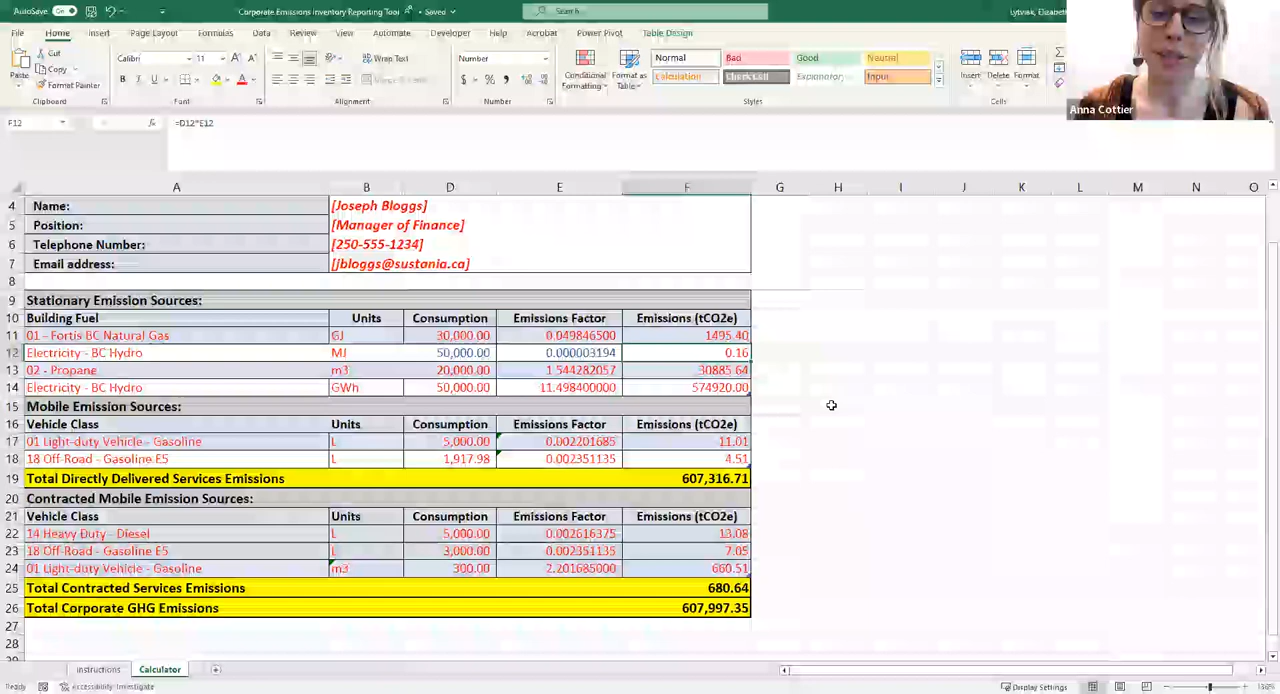 AutoSave On Corporate Emissions Inventory Reporting Tool • Saved Search Lytviak, Elizabeth
File Home Insert Page Layout Formulas Data Review View Automate Developer Help Acrobat Power Pivot Table Design
Paste Cut Copy Format Painter
Calibri 11 B I U A
Wrap Text
Number $ % ,
Conditional Formatting Format as Table
Normal Bad Good Neutral
Calculation Check Cell Explanatory Input
Insert Delete Format
Clipboard Font Alignment Number Styles Cells
Anna Cottier
F12 fx =D12*E12
A B D E F G H I J K L M N O
4 Name: [Joseph Bloggs]
5 Position: [Manager of Finance]
6 Telephone Number: [250-555-1234]
7 Email address: [jbloggs@sustania.ca]
8
9 Stationary Emission Sources:
10 Building Fuel Units Consumption Emissions Factor Emissions (tCO2e)
11 01 - Fortis BC Natural Gas GJ 30,000.00 0.049846500 1495.40
12 Electricity - BC Hydro MJ 50,000.00 0.000003194 0.16
13 02 - Propane m3 20,000.00 1.544282057 30885.64
14 Electricity - BC Hydro GWh 50,000.00 11.498400000 574920.00
15 Mobile Emission Sources:
16 Vehicle Class Units Consumption Emissions Factor Emissions (tCO2e)
17 01 Light-duty Vehicle - Gasoline L 5,000.00 0.002201685 11.01
18 18 Off-Road - Gasoline E5 L 1,917.98 0.002351135 4.51
19 Total Directly Delivered Services Emissions 607,316.71
20 Contracted Mobile Emission Sources:
21 Vehicle Class Units Consumption Emissions Factor Emissions (tCO2e)
22 14 Heavy Duty - Diesel L 5,000.00 0.002616375 13.08
23 18 Off-Road - Gasoline E5 L 3,000.00 0.002351135 7.05
24 01 Light-duty Vehicle - Gasoline m3 300.00 2.201685000 660.51
25 Total Contracted Services Emissions 680.64
26 Total Corporate GHG Emissions 607,997.35
27
28
Instructions Calculator
Ready Accessibility: Investigate Display Settings